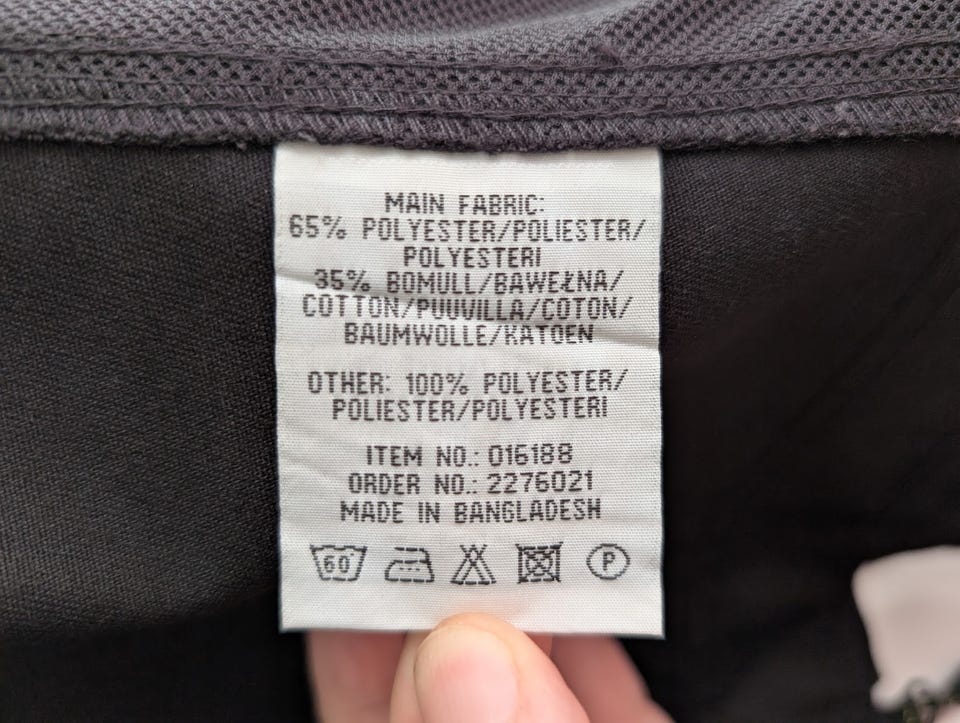 MAIN FABRIC:
65% POLYESTER/POLIESTER/
POLYESTERI
35% BOMULL/BAWEŁNA/
COTTON/PUUVILLA/COTON/
BAUMWOLLE/KATOEN
OTHER: 100% POLYESTER/
POLIESTER/POLYESTERI
ITEM NO.: 016188
ORDER NO.: 2276021
MADE IN BANGLADESH
60 P